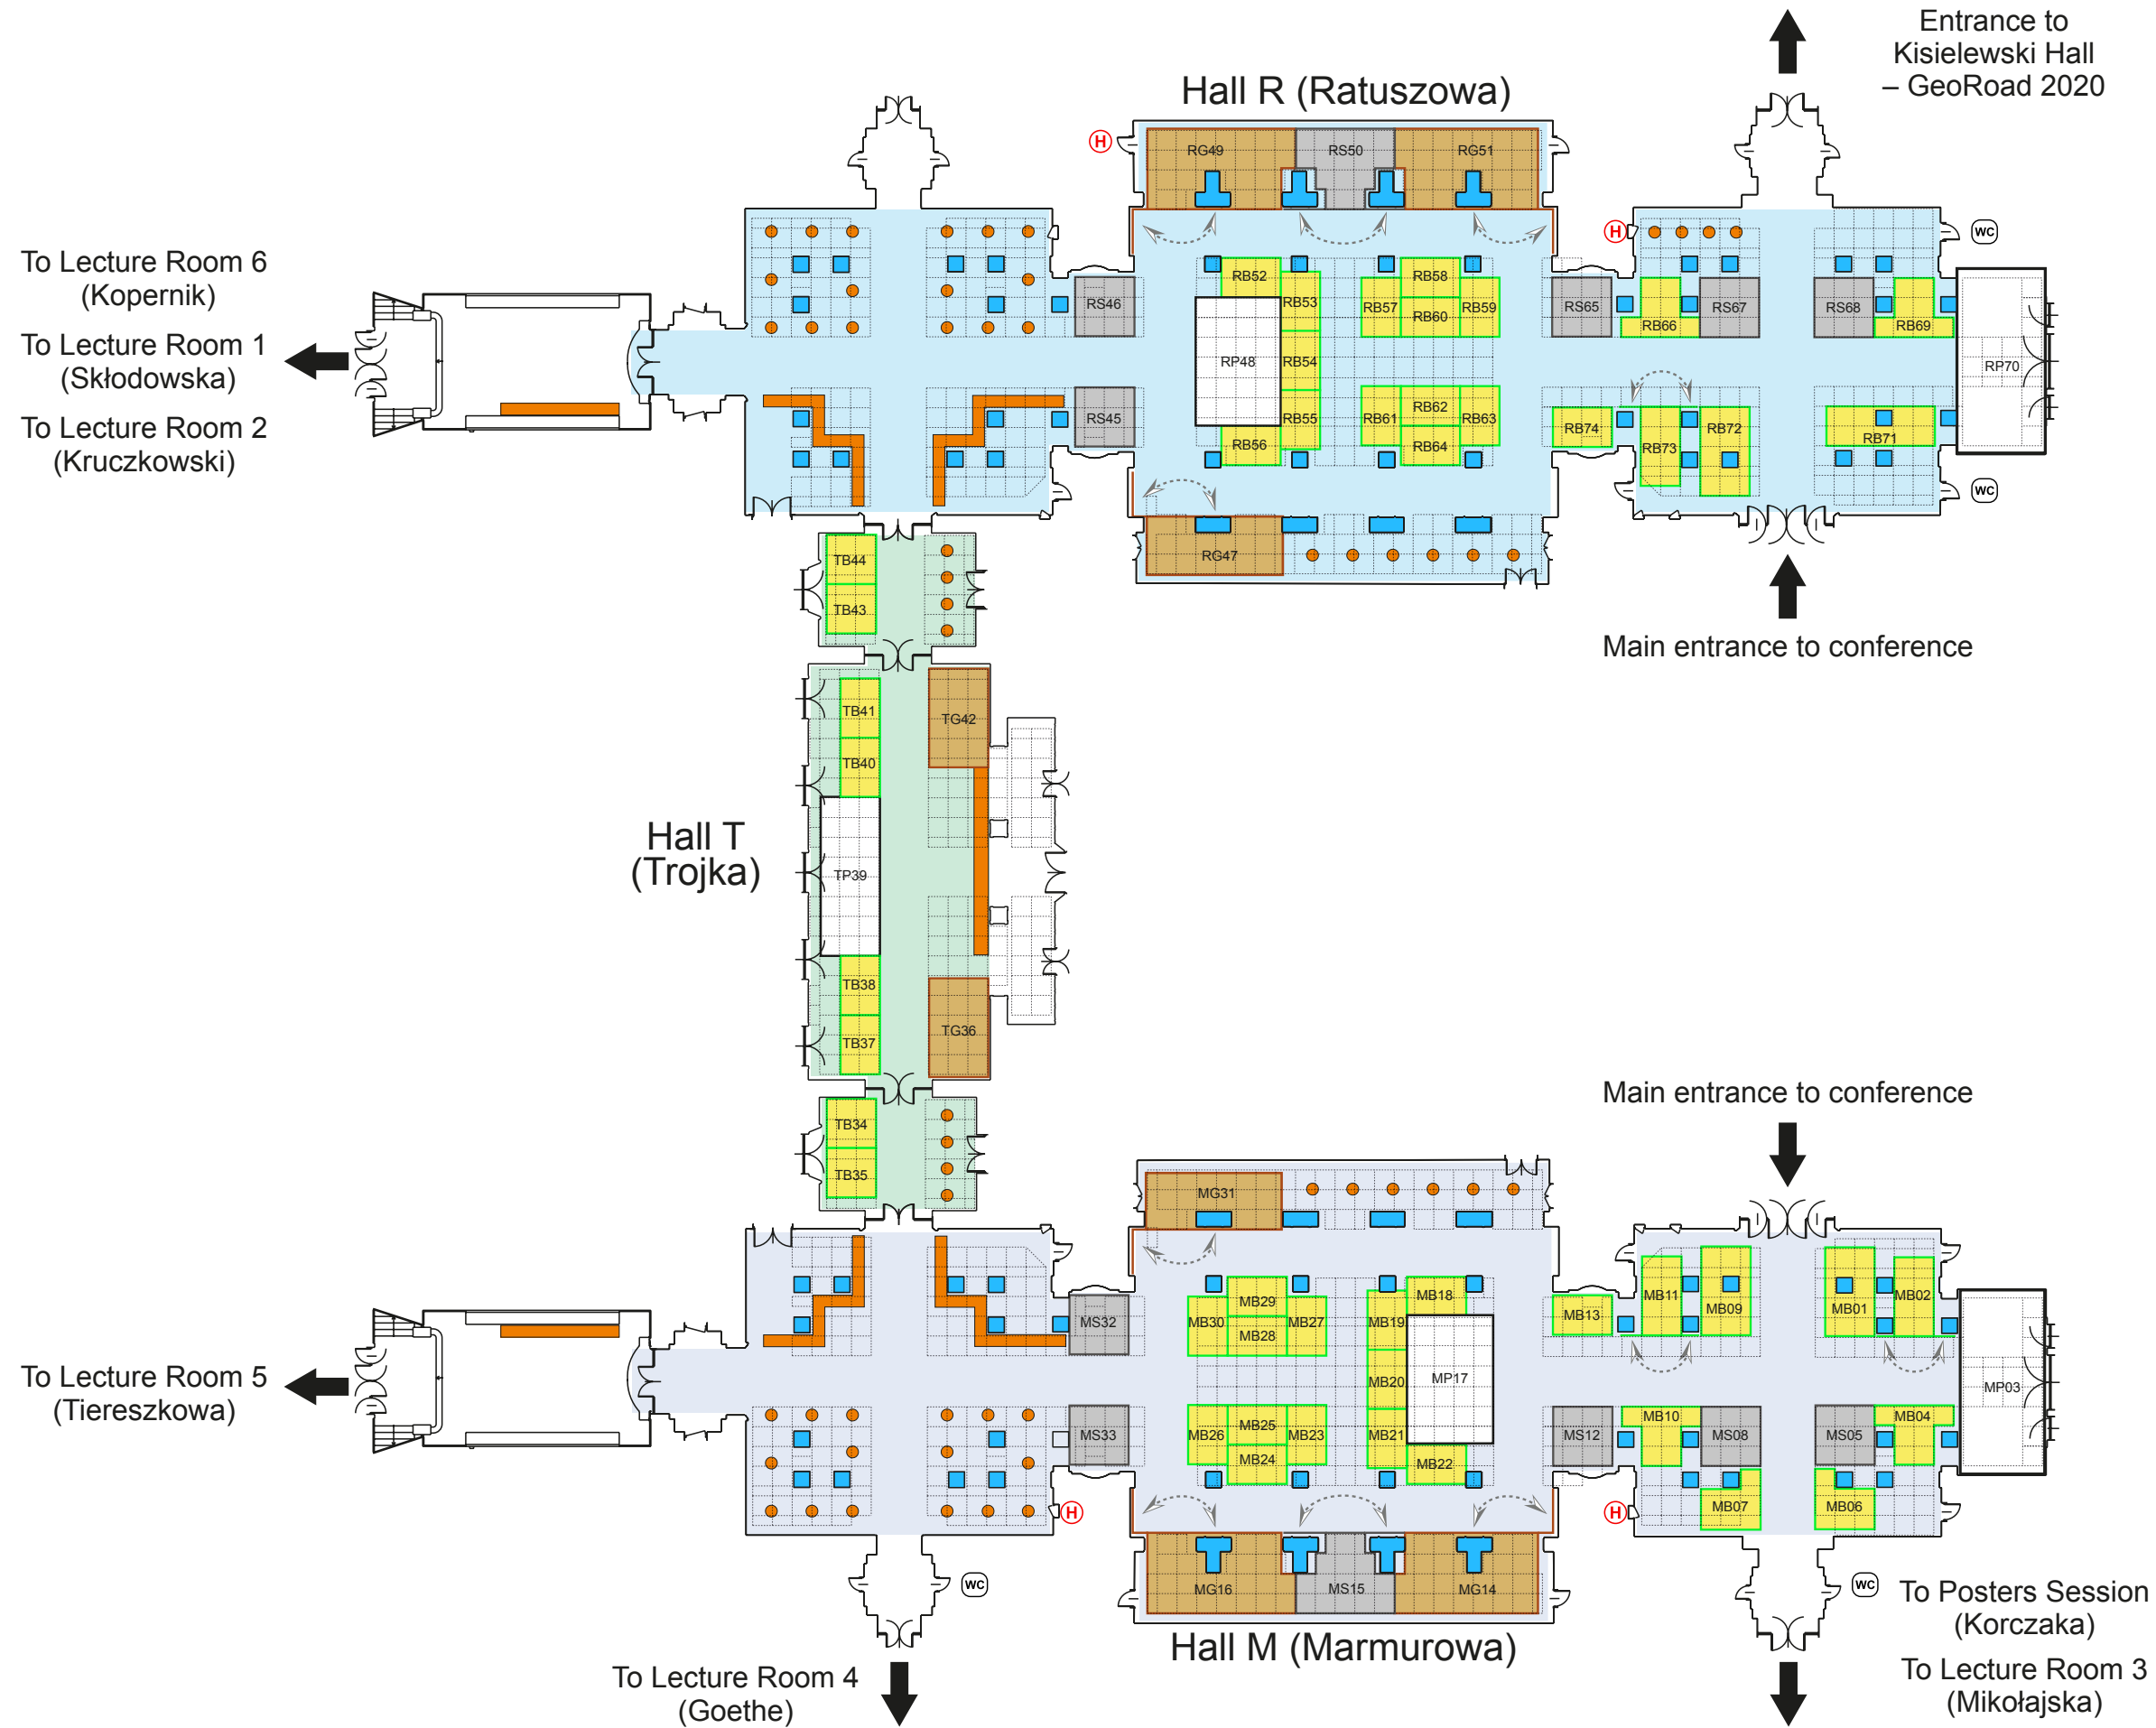 Entrance to
Kisielewski Hall
– GeoRoad 2020
Hall R (Ratuszowa)
H
RG49
RS50
RG51
To Lecture Room 6
(Kopernik)
To Lecture Room 1
(Skłodowska)
To Lecture Room 2
(Kruczkowski)
H
WC
RS46
RB52
RB53
RB58
RB57
RB60
RB59
RS65
RB66
RS67
RS68
RB69
RP48
RB54
RP70
RS45
RB55
RB56
RB61
RB62
RB63
RB64
RB74
RB73
RB72
RB71
WC
RG47
TB44
TB43
Main entrance to conference
TB41
TG42
TB40
Hall T
(Trojka)
TP39
TB38
TB37
TG36
Main entrance to conference
TB34
TB35
MG31
MS32
MB30
MB29
MB28
MB27
MB19
MB18
MB13
MB11
MB09
MB01
MB02
To Lecture Room 5
(Tiereszkowa)
MB20
MP17
MP03
MS33
MB26
MB25
MB24
MB23
MB21
MB22
MS12
MB10
MS08
MS05
MB04
H
H
MB07
MB06
WC
MG16
MS15
MG14
WC
To Posters Session
(Korczaka)
Hall M (Marmurowa)
To Lecture Room 4
(Goethe)
To Lecture Room 3
(Mikołajska)